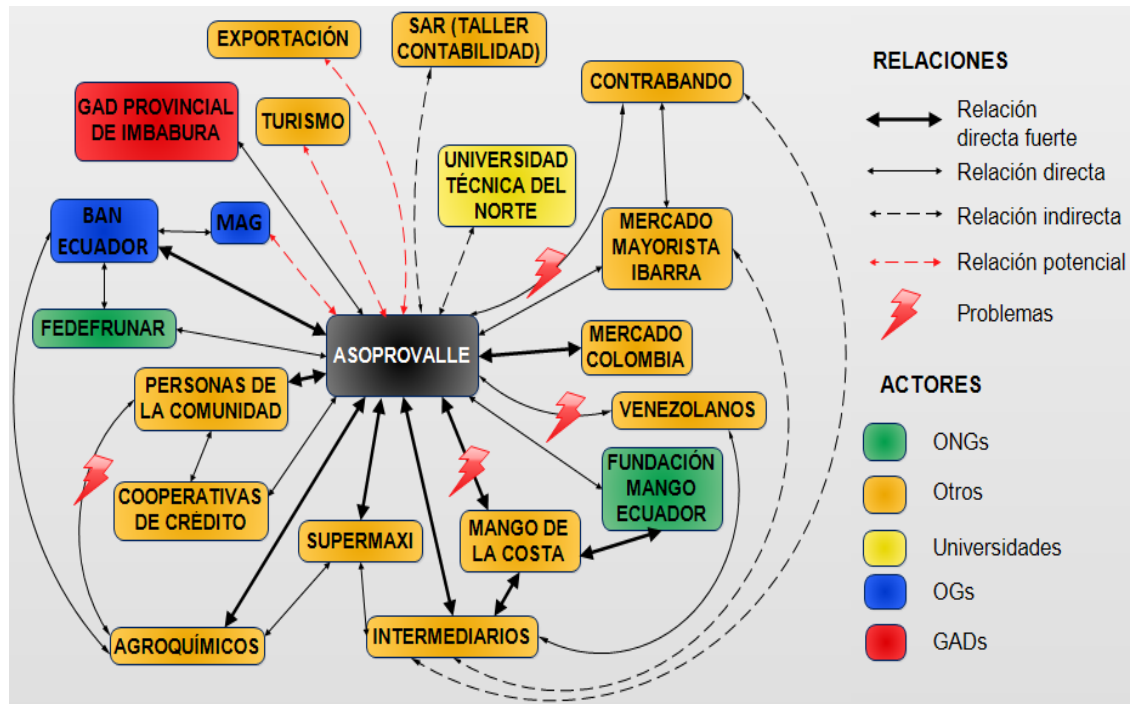 EXPORTACIÓN
SAR (TALLER
CONTABILIDAD)
CONTRABANDO
GAD PROVINCIAL
DE IMBABURA
TURISMO
UNIVERSIDAD
TÉCNICA DEL
NORTE
BAN
ECUADOR
MAG
MERCADO
MAYORISTA
IBARRA
FEDEFRUNAR
ASOPROVALLE
MERCADO
COLOMBIA
PERSONAS DE
LA COMUNIDAD
VENEZOLANOS
COOPERATIVAS
DE CRÉDITO
FUNDACIÓN
MANGO
ECUADOR
SUPERMAXI
MANGO DE
LA COSTA
AGROQUÍMICOS
INTERMEDIARIOS
RELACIONES
Relación
directa fuerte
Relación directa
Relación indirecta
Relación potencial
Problemas
ACTORES
ONGs
Otros
Universidades
OGs
GADs